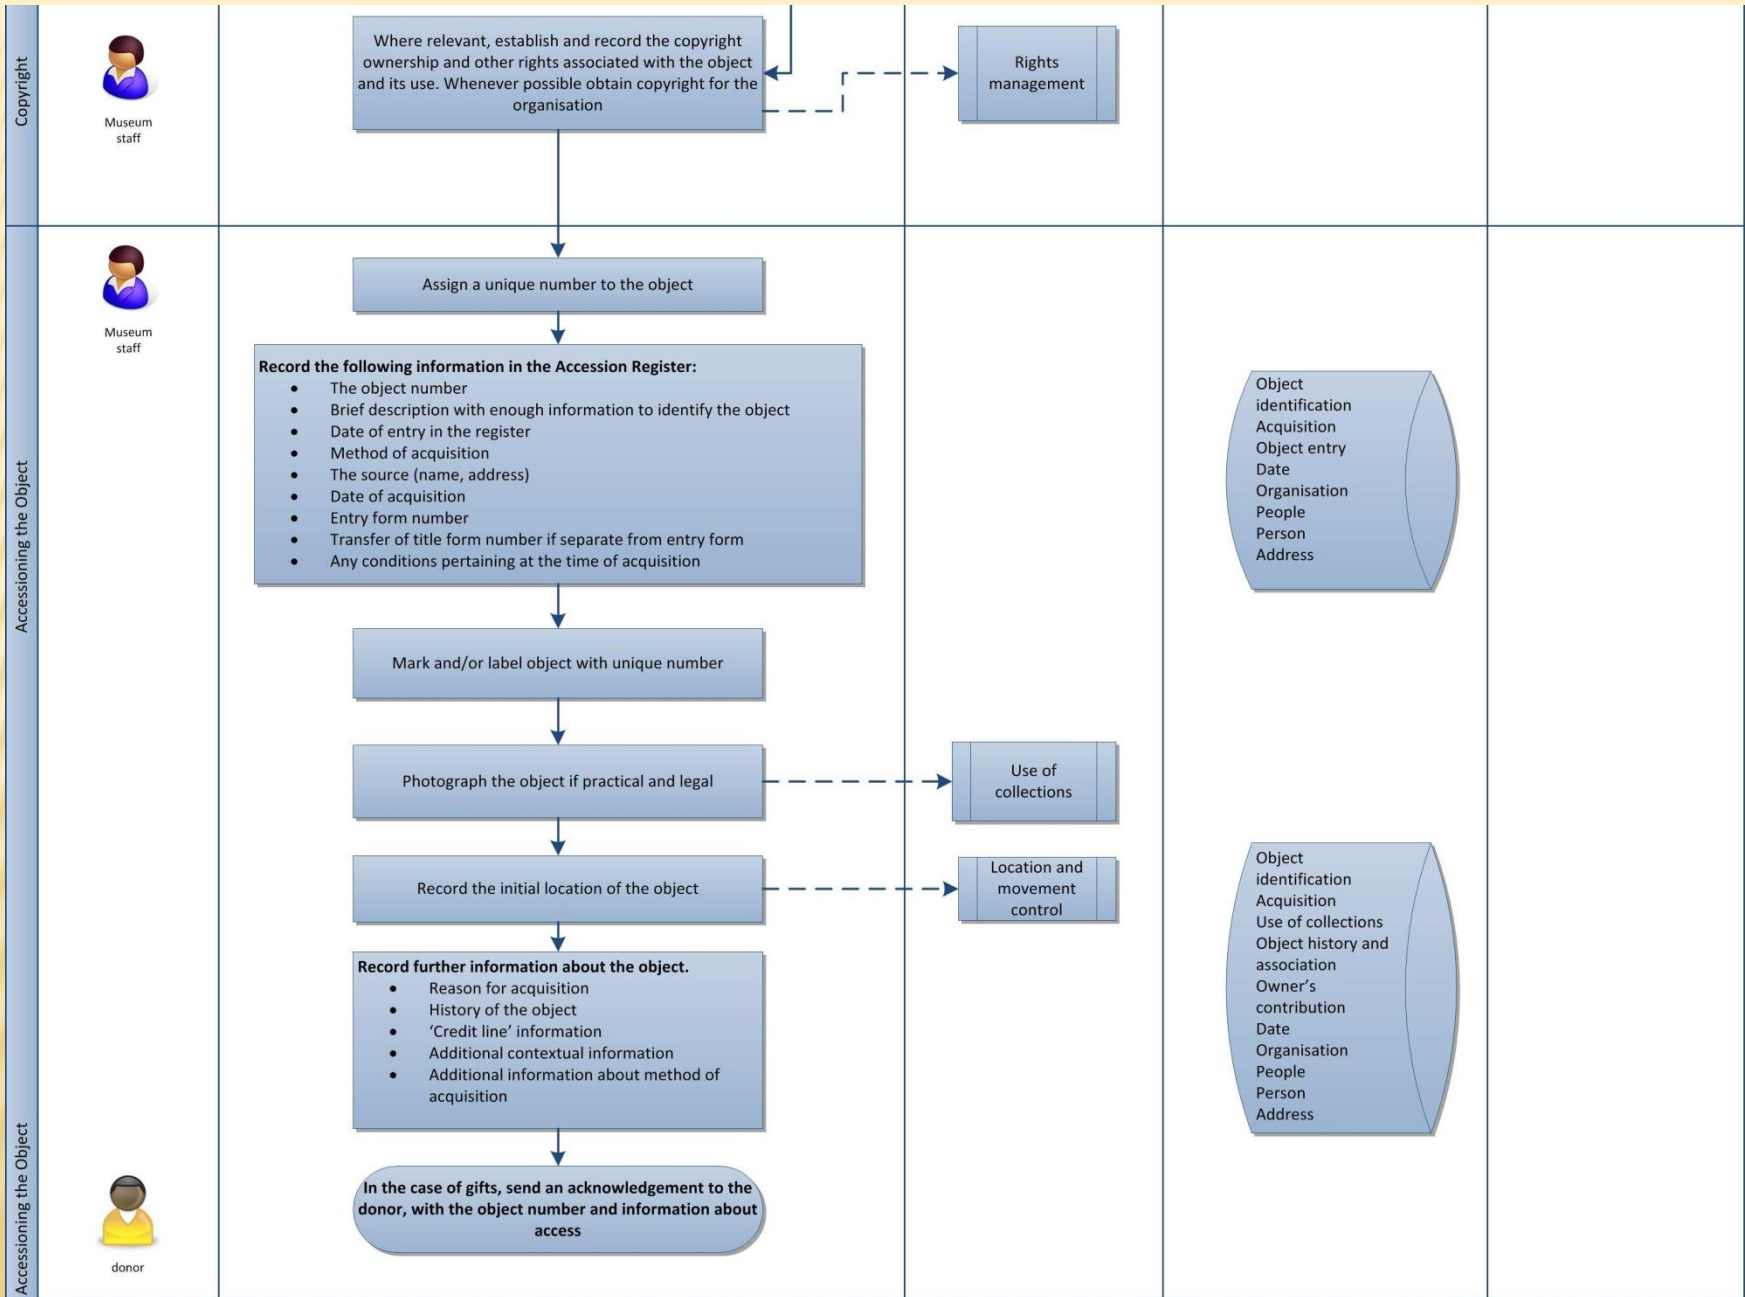 Copyright
Museum
staff
Where relevant, establish and record the copyright
ownership and other rights associated with the object
and its use. Whenever possible obtain copyright for the
organisation
Rights
management
Accessioning the Object
Museum
staff
Assign a unique number to the object
Record the following information in the Accession Register:
• The object number
• Brief description with enough information to identify the object
• Date of entry in the register
• Method of acquisition
• The source (name, address)
• Date of acquisition
• Entry form number
• Transfer of title form number if separate from entry form
• Any conditions pertaining at the time of acquisition
Object
identification
Acquisition
Object entry
Date
Organisation
People
Person
Address
Mark and/or label object with unique number
Photograph the object if practical and legal
Use of
collections
Record the initial location of the object
Location and
movement
control
Record further information about the object.
• Reason for acquisition
• History of the object
• ‘Credit line’ information
• Additional contextual information
• Additional information about method of
acquisition
Object
identification
Acquisition
Use of collections
Object history and
association
Owner’s
contribution
Date
Organisation
People
Person
Address
Accessioning the Object
donor
In the case of gifts, send an acknowledgement to the
donor, with the object number and information about
access